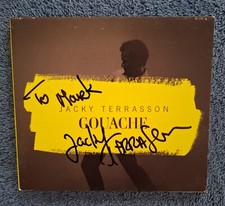 To Mark
JACKY TERRASSON
GOUACHE
Jacky TERRASSON